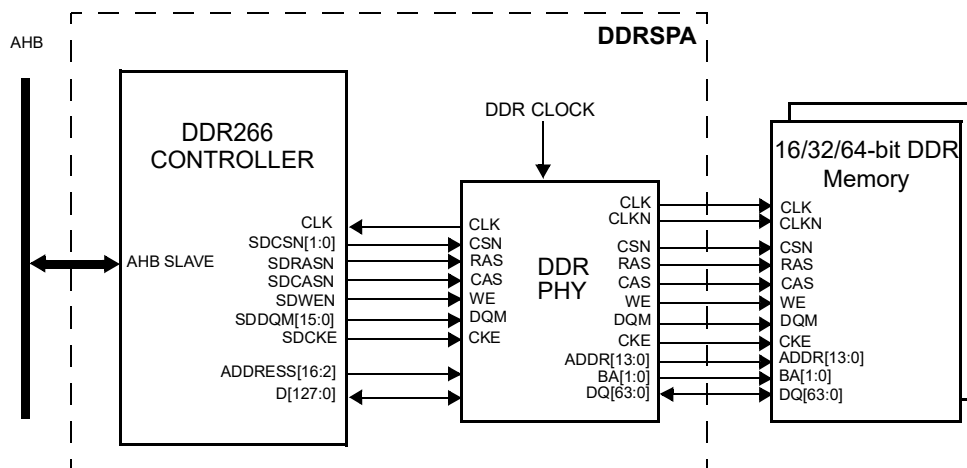 AHB
DDRSPA
DDR CLOCK
DDR266
CONTROLLER
AHB SLAVE
CLK
SDCSN[1:0]
SDRASN
SDCASN
SDWEN
SDDQM[15:0]
SDCKE
ADDRESS[16:2]
D[127:0]
CLK
CSN
RAS
CAS
WE
DQM
CKE
DDR
PHY
CLK
CLKN
CSN
RAS
CAS
WE
DQM
CKE
ADDR[13:0]
BA[1:0]
DQ[63:0]
16/32/64-bit DDR
Memory
CLK
CLKN
CSN
RAS
CAS
WE
DQM
CKE
ADDR[13:0]
BA[1:0]
DQ[63:0]